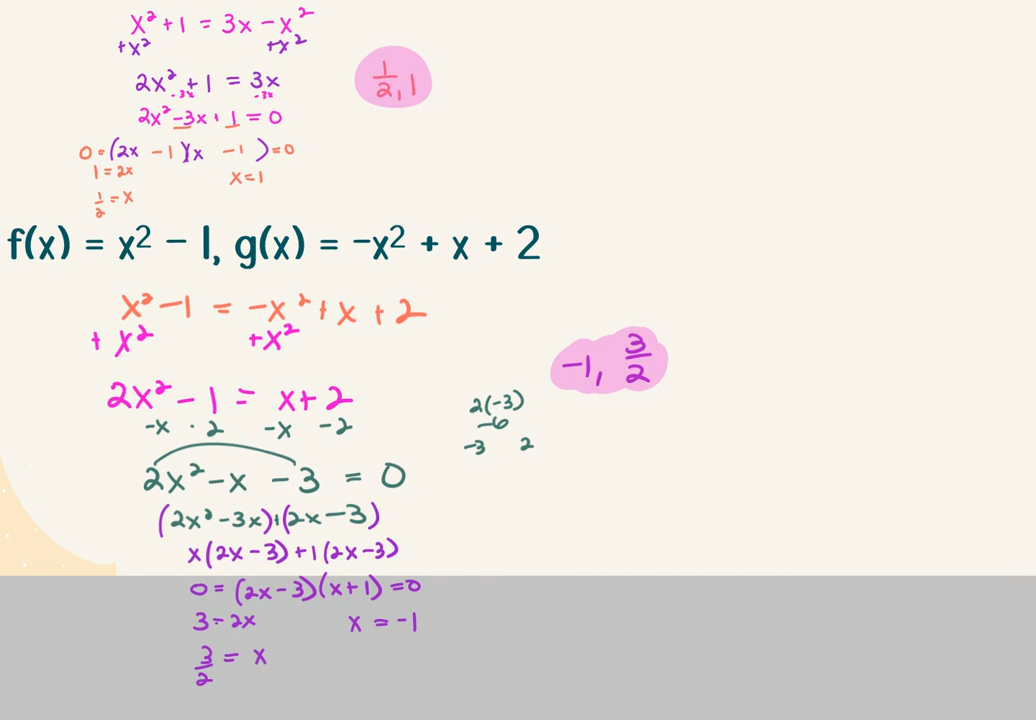 x² + 1 = 3x - x²
+x² +x²
2x² + 1 = 3x
-3x -3x
2x² - 3x + 1 = 0
0 = (2x - 1)(x - 1) = 0
1 = 2x x = 1
1/2 = x
1/2, 1
f(x) = x² - 1, g(x) = -x² + x + 2
x² - 1 = -x² + x + 2
+ x² +x²
2x² - 1 = x + 2
-x · 2 -x -2
2x² - x - 3 = 0
(2x² - 3x) + (2x - 3)
x(2x - 3) + 1(2x - 3)
0 = (2x - 3)(x + 1) = 0
3 = 2x x = -1
3/2 = x
2(-3)
-6
-3 2
-1, 3/2